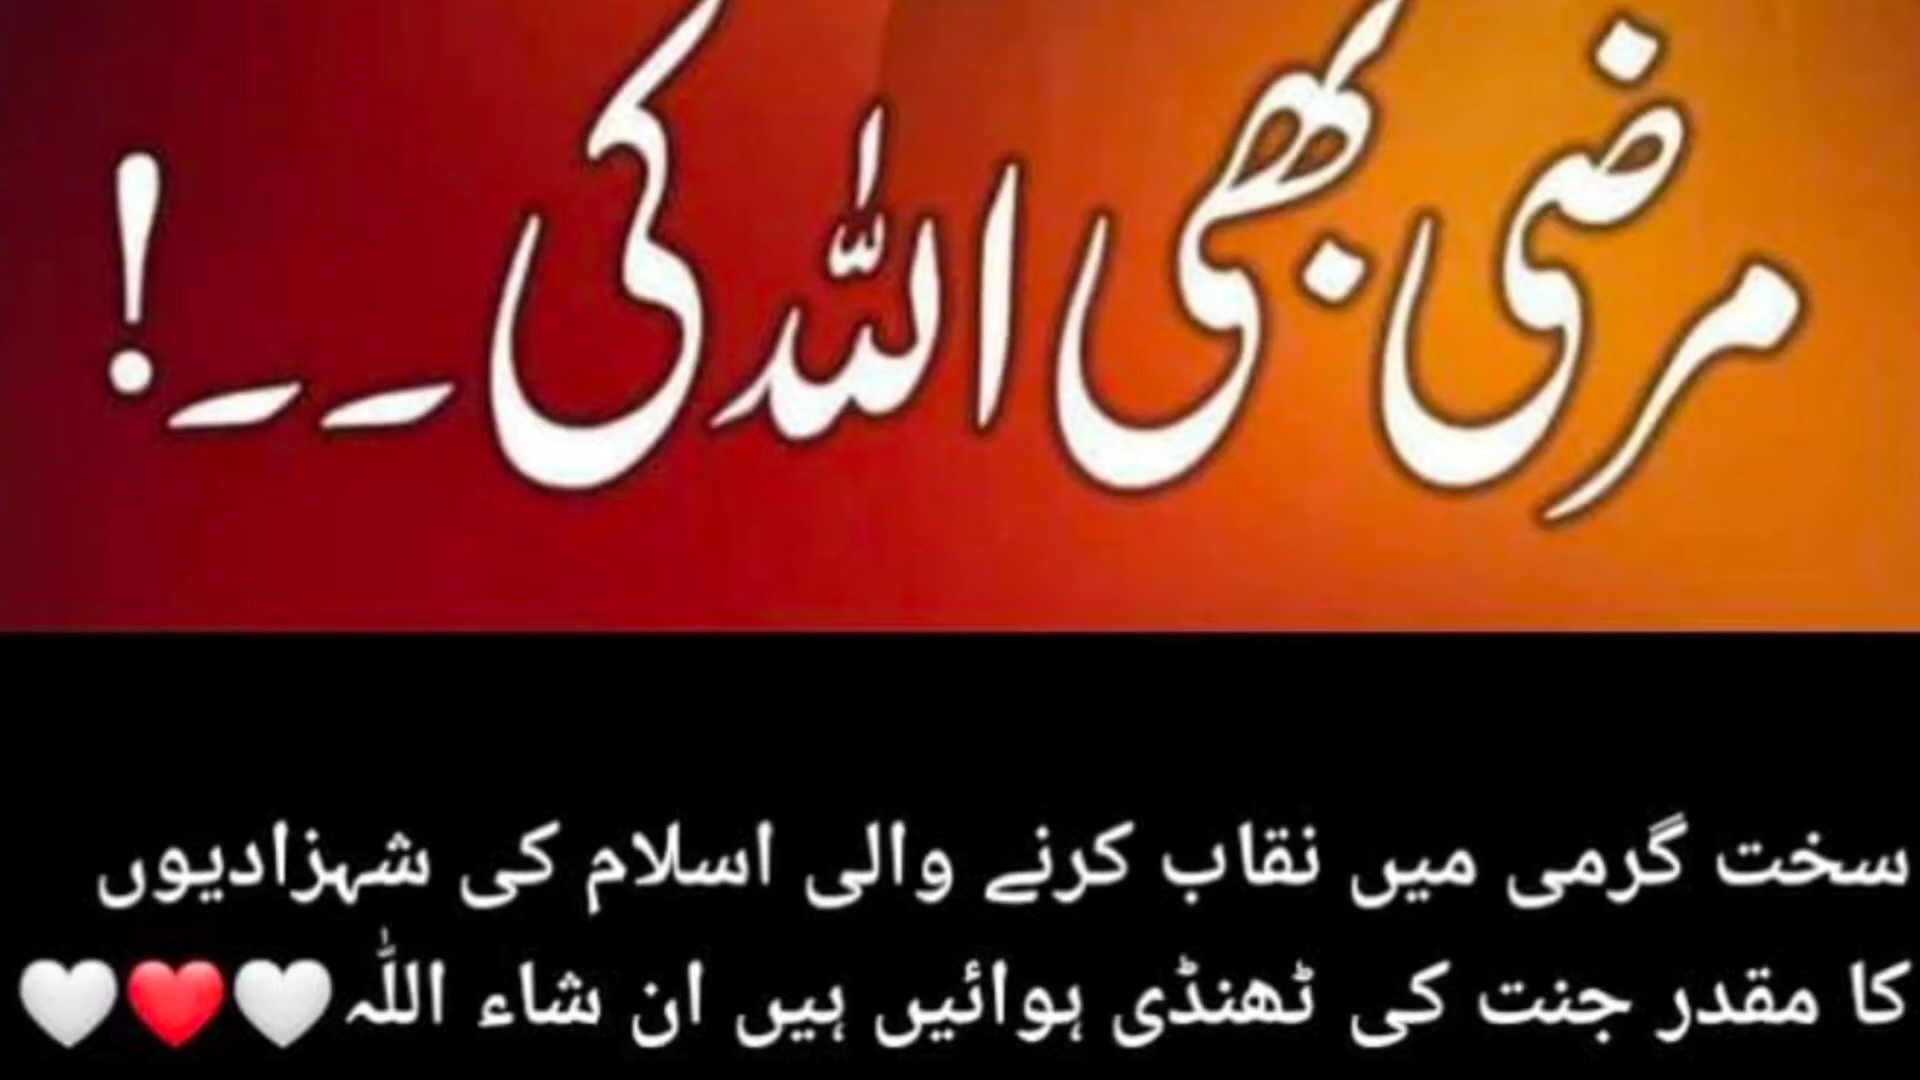 مرضی بھی اللہ کی ۔۔!
سخت گرمی میں نقاب کرنے والی اسلام کی شہزادیوں
کا مقدر جنت کی ٹھنڈی ہوائیں ہیں ان شاء اللّٰہ🤍❤️🤍